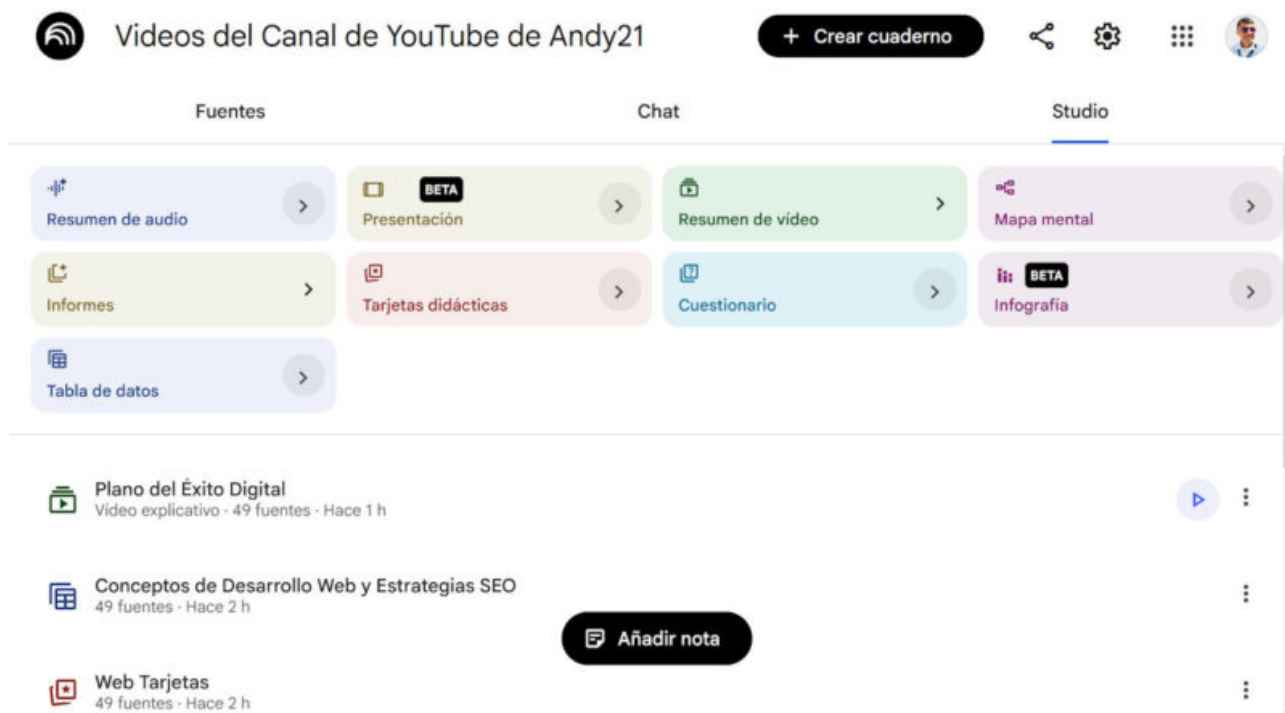 Videos del Canal de YouTube de Andy21
+ Crear cuaderno
Fuentes
Chat
Studio
Resumen de audio
BETA
Presentación
Resumen de vídeo
Mapa mental
Informes
Tarjetas didácticas
Cuestionario
BETA
Infografía
Tabla de datos
Plano del Éxito Digital
Vídeo explicativo · 49 fuentes · Hace 1 h
Conceptos de Desarrollo Web y Estrategias SEO
49 fuentes · Hace 2 h
Añadir nota
Web Tarjetas
49 fuentes · Hace 2 h